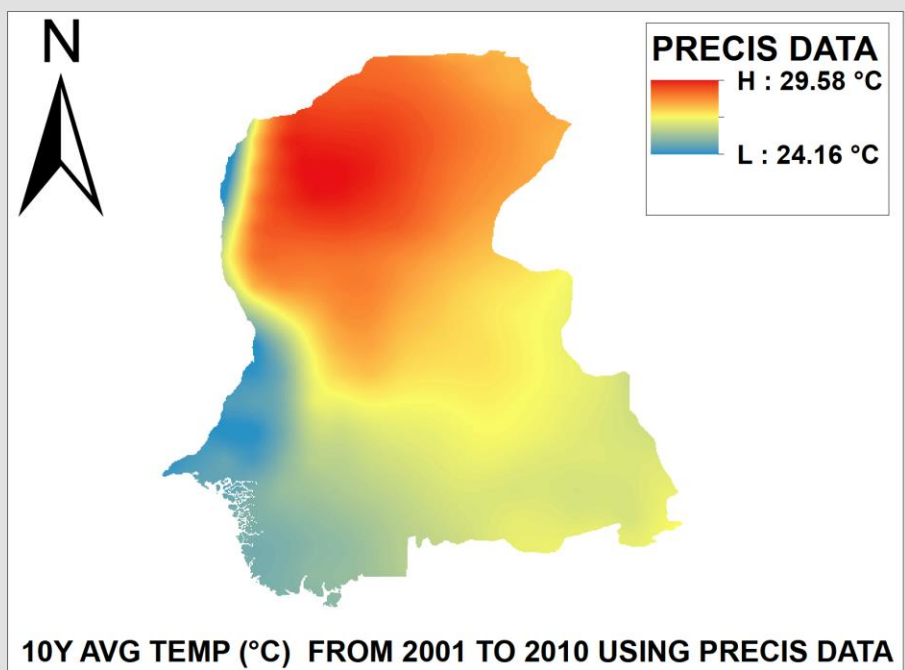 N
PRECIS DATA
H : 29.58 °C
L : 24.16 °C
10Y AVG TEMP (°C) FROM 2001 TO 2010 USING PRECIS DATA